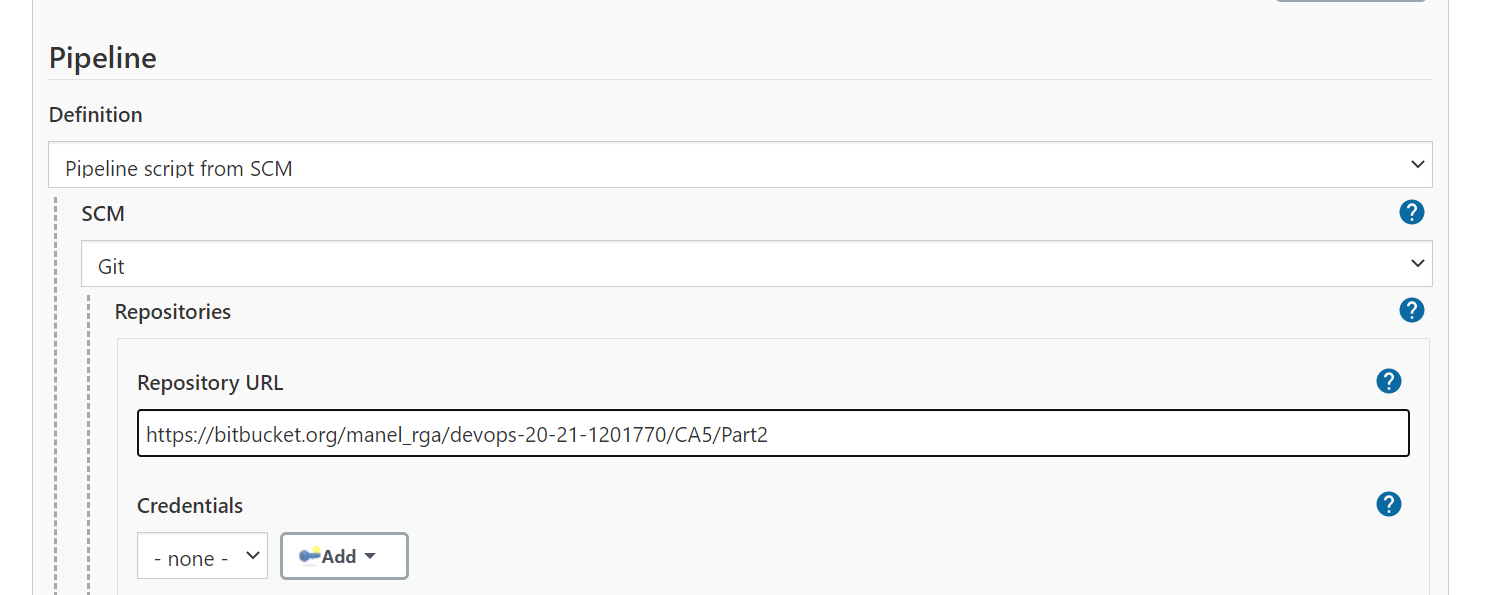 Pipeline
Definition
Pipeline script from SCM
SCM
?
Git
Repositories
?
Repository URL
?
https://bitbucket.org/manel_rga/devops-20-21-1201770/CA5/Part2
Credentials
?
- none -
Add